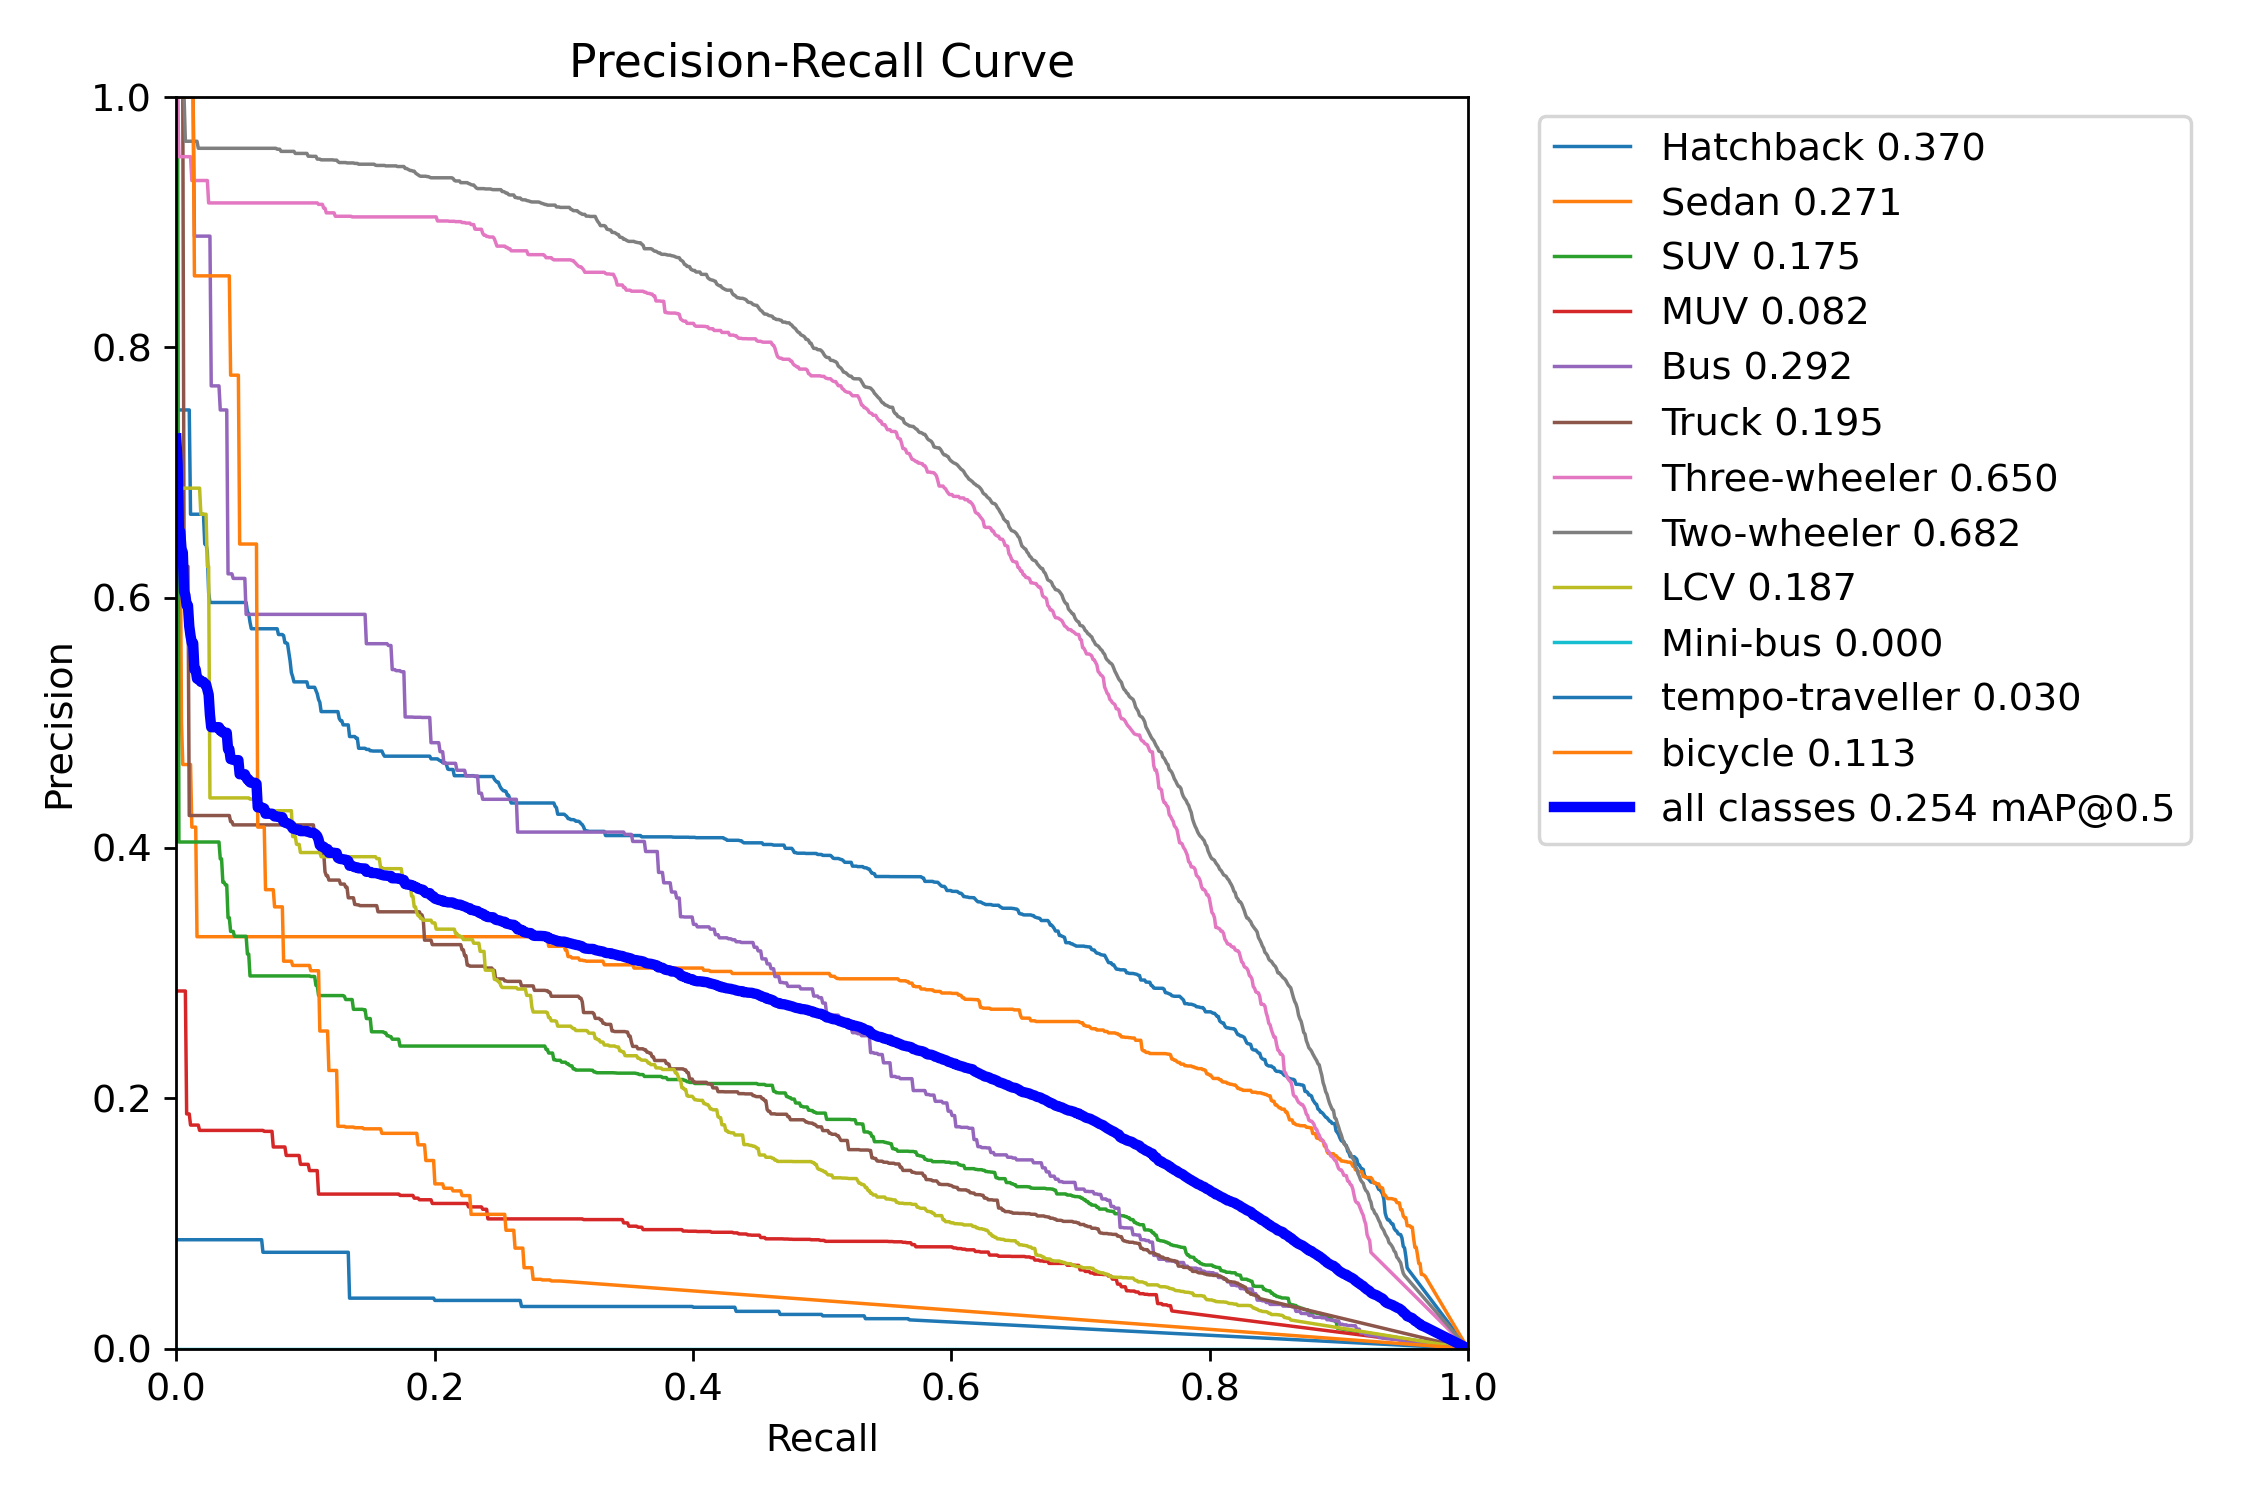 Precision-Recall Curve
1.0
0.8
0.6
0.4
0.2
0.0
Precision
0.0 0.2 0.4 0.6 0.8 1.0
Recall
Hatchback 0.370
Sedan 0.271
SUV 0.175
MUV 0.082
Bus 0.292
Truck 0.195
Three-wheeler 0.650
Two-wheeler 0.682
LCV 0.187
Mini-bus 0.000
tempo-traveller 0.030
bicycle 0.113
all classes 0.254 mAP@0.5